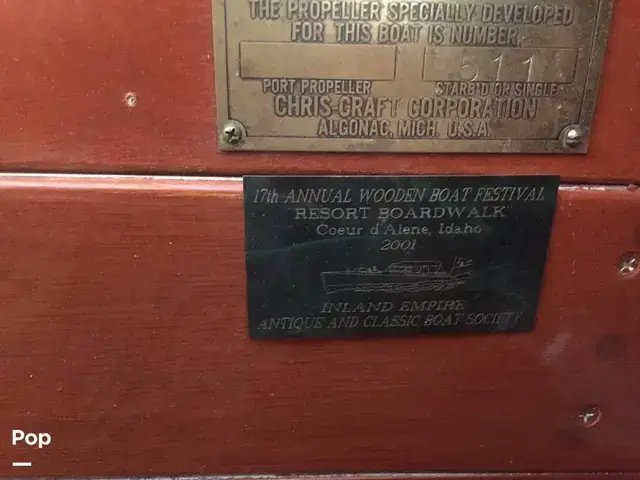 THE PROPELLER SPECIALLY DEVELOPED
FOR THIS BOAT IS NUMBER
511
PORT PROPELLER STARB'D OR SINGLE
CHRIS-CRAFT CORPORATION
ALGONAC, MICH. U.S.A.
17th ANNUAL WOODEN BOAT FESTIVAL
"RESORT BOARDWALK"
Coeur d'Alene, Idaho
2001
INLAND EMPIRE
ANTIQUE AND CLASSIC BOAT SOCIETY
Pop